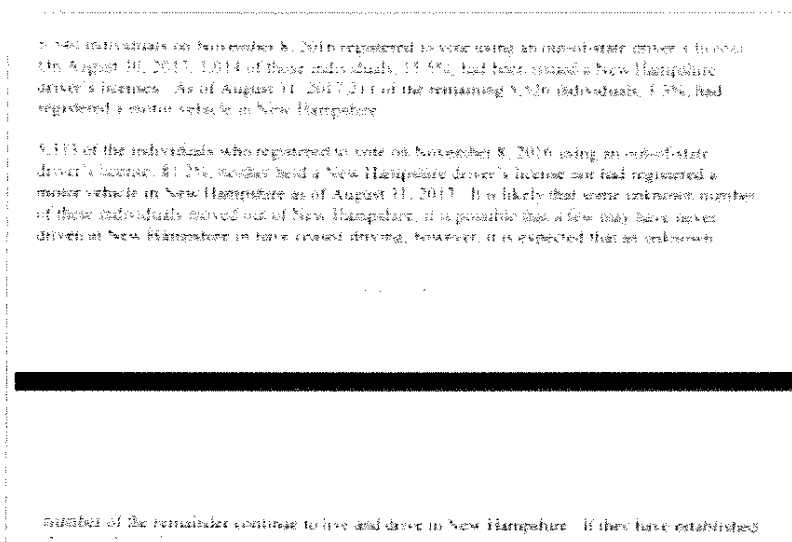 individuals on November 8, 2016 registered to vote using an out-of-state driver's license
On August 30, 2017, 1,014 of those individuals, 15.5%, had been issued a New Hampshire
driver's licenses. As of August 31, 2017 213 of the remaining 5,526 individuals, 3.3%, had
registered a motor vehicle in New Hampshire
5,313 of the individuals who registered to vote on November 8, 2016 using an out-of-state
driver's license, 81.2%, neither held a New Hampshire driver's license nor had registered a
motor vehicle in New Hampshire as of August 31, 2017. It is likely that some unknown number
of these individuals moved out of New Hampshire, it is possible that a few may have never
driven in New Hampshire or have ceased driving, however, it is expected that an unknown
number of the remainder continue to live and drive in New Hampshire. If they have established